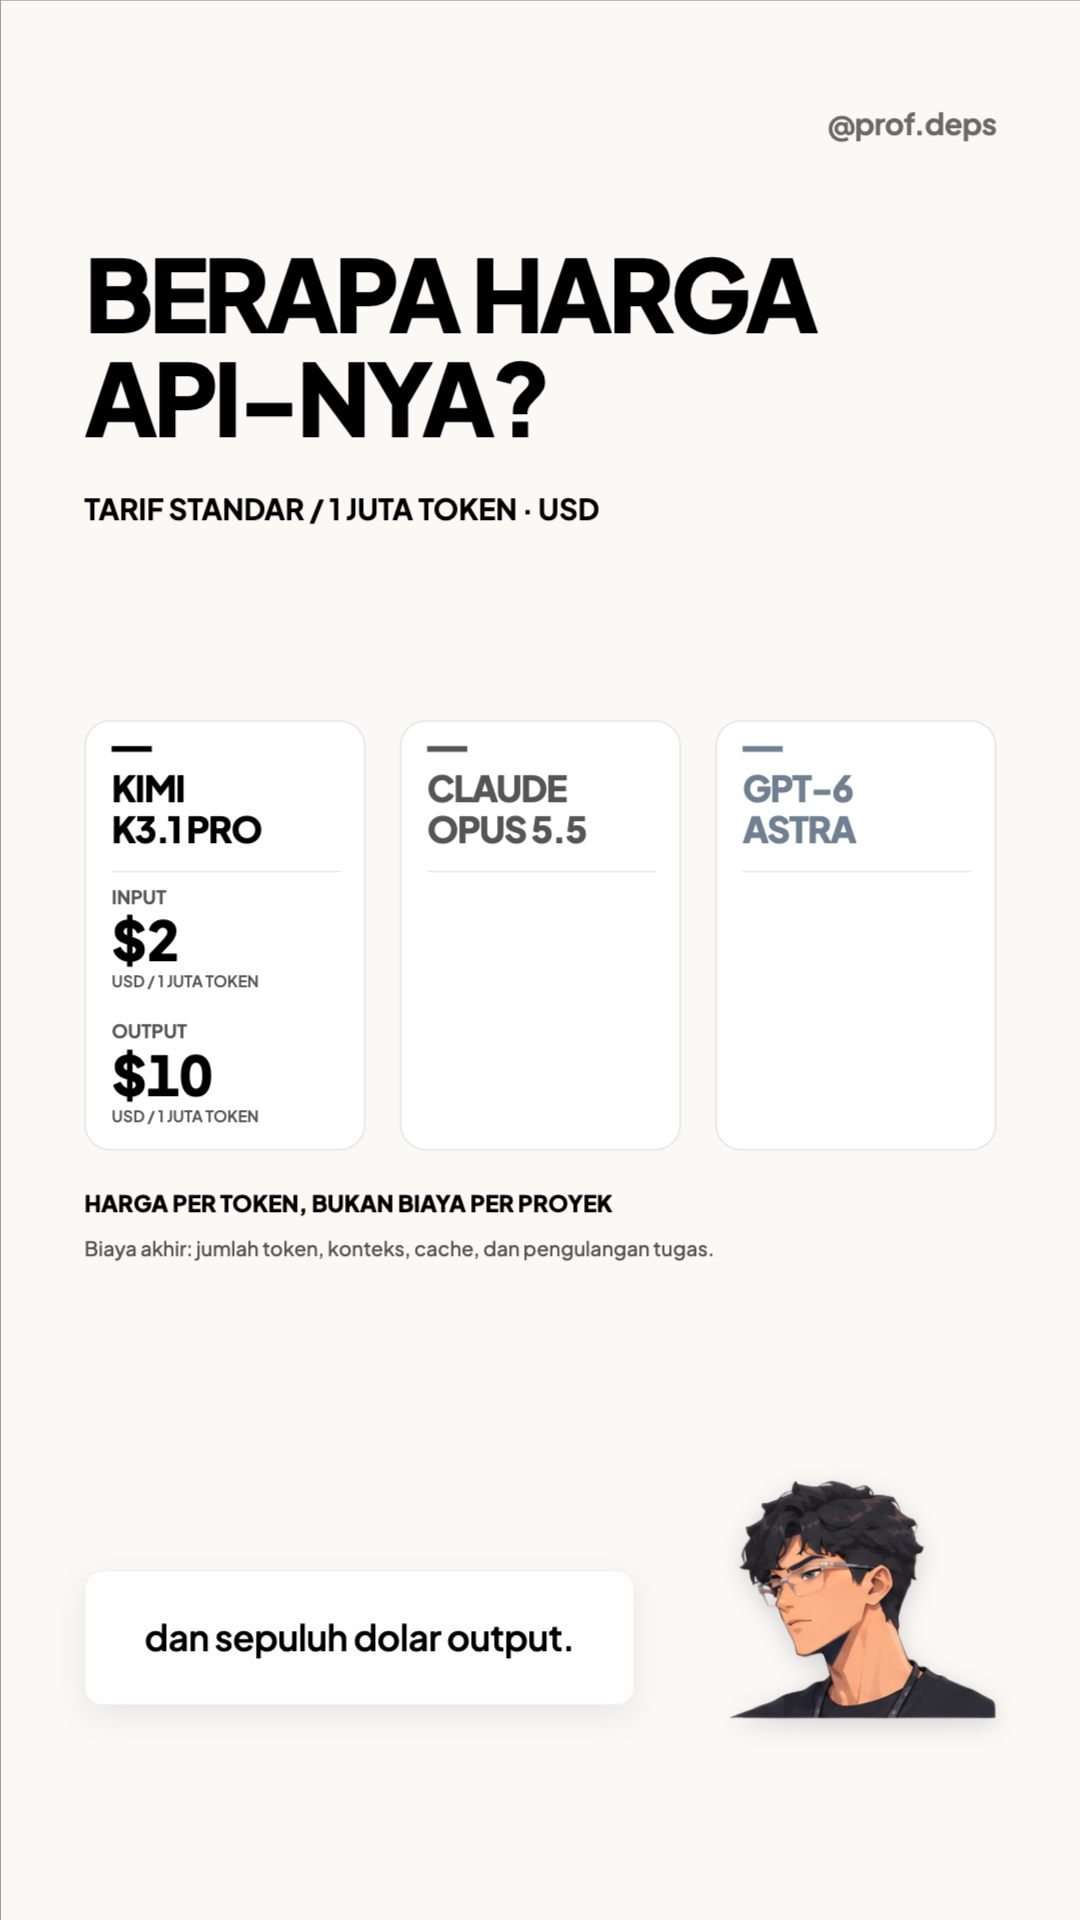 @prof.deps
BERAPA HARGA
API-NYA?
TARIF STANDAR / 1 JUTA TOKEN · USD
KIMI
K3.1 PRO
INPUT
$2
USD / 1 JUTA TOKEN
OUTPUT
$10
USD / 1 JUTA TOKEN
CLAUDE
OPUS 5.5
GPT-6
ASTRA
HARGA PER TOKEN, BUKAN BIAYA PER PROYEK
Biaya akhir: jumlah token, konteks, cache, dan pengulangan tugas.
dan sepuluh dolar output.